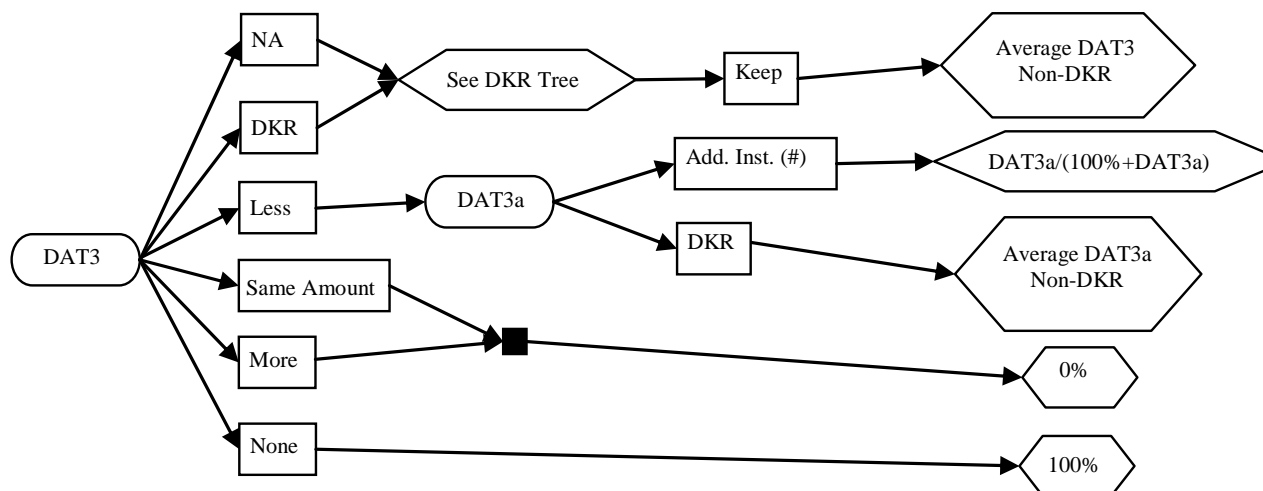 NA
Average DAT3
Non-DKR
See DKR Tree
Keep
DKR
Add. Inst. (#)
DAT3a/(100%+DAT3a)
Less
DAT3a
DKR
DAT3
Average DAT3a
Non-DKR
Same Amount
More
0%
None
100%